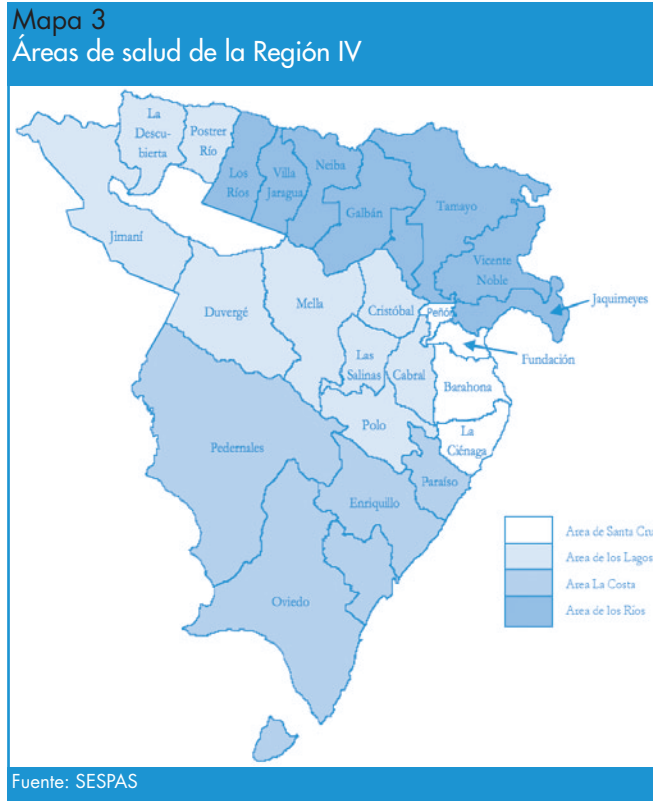 Mapa 3
Áreas de salud de la Región IV
La
Descu-
bierta
Postrer
Río
Los
Ríos
Villa
Jaragua
Neiba
Galbán
Tamayo
Vicente
Noble
Jaquimeyes
Jimaní
Duvergé
Mella
Cristóbal
Peñón
Fundación
Las
Salinas
Cabral
Barahona
Polo
La
Ciénaga
Pedernales
Paraíso
Enriquillo
Oviedo
Area de Santa Cru
Area de los Lagos
Area La Costa
Area de los Ríos
Fuente: SESPAS